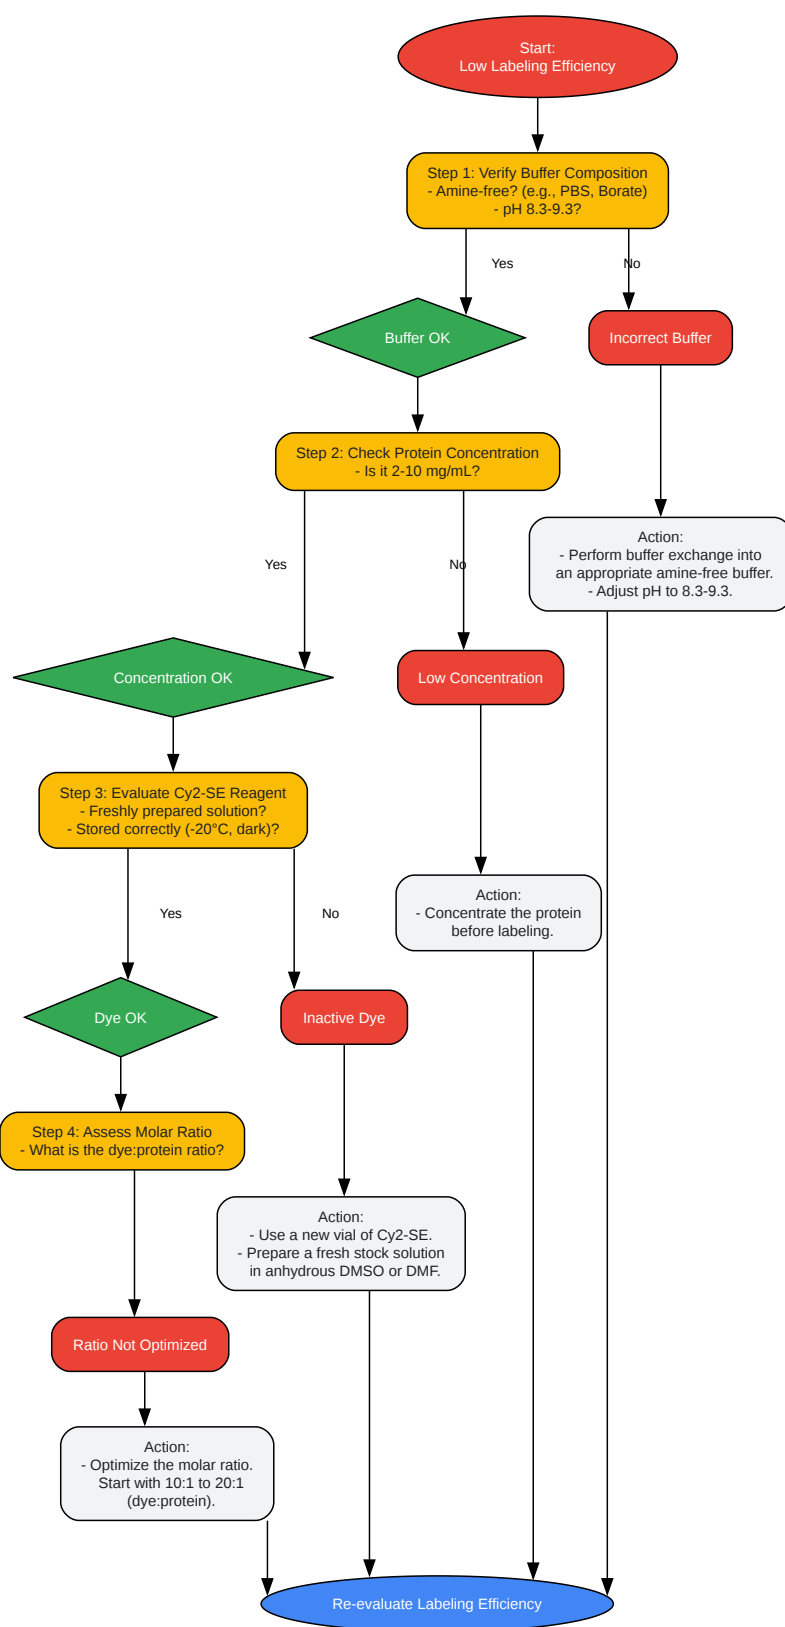 Start:
Low Labeling Efficiency
Step 1: Verify Buffer Composition
- Amine-free? (e.g., PBS, Borate)
- pH 8.3-9.3?
Yes
No
Buffer OK
Incorrect Buffer
Step 2: Check Protein Concentration
- Is it 2-10 mg/mL?
Yes
No
Action:
- Perform buffer exchange into
an appropriate amine-free buffer.
- Adjust pH to 8.3-9.3.
Concentration OK
Low Concentration
Step 3: Evaluate Cy2-SE Reagent
- Freshly prepared solution?
- Stored correctly (-20°C, dark)?
Yes
No
Action:
- Concentrate the protein
before labeling.
Dye OK
Inactive Dye
Step 4: Assess Molar Ratio
- What is the dye:protein ratio?
Action:
- Use a new vial of Cy2-SE.
- Prepare a fresh stock solution
in anhydrous DMSO or DMF.
Ratio Not Optimized
Action:
- Optimize the molar ratio.
Start with 10:1 to 20:1
(dye:protein).
Re-evaluate Labeling Efficiency